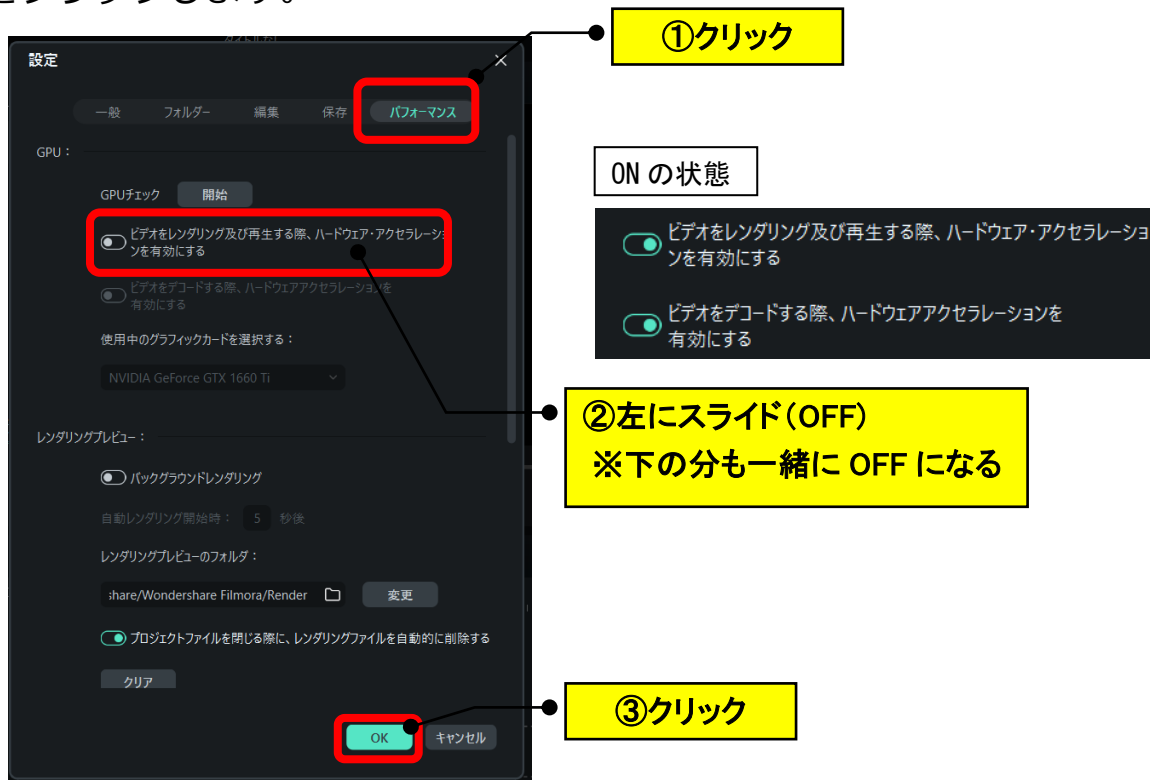 をクリックします。
①クリック
設定
一般 フォルダー 編集 保存 パフォーマンス
GPU：
GPUチェック 開始
ビデオをレンダリング及び再生する際、ハードウェア・アクセラレーショ
ンを有効にする
ビデオをデコードする際、ハードウェアアクセラレーションを
有効にする
使用中のグラフィックカードを選択する：
NVIDIA GeForce GTX 1660 Ti
レンダリングプレビュー：
バックグラウンドレンダリング
自動レンダリング開始時： 5 秒後
レンダリングプレビューのフォルダ：
share/Wondershare Filmora/Render 変更
プロジェクトファイルを閉じる際に、レンダリングファイルを自動的に削除する
クリア
OK キャンセル
ON の状態
ビデオをレンダリング及び再生する際、ハードウェア・アクセラレーショ
ンを有効にする
ビデオをデコードする際、ハードウェアアクセラレーションを
有効にする
②左にスライド（OFF）
※下の分も一緒に OFF になる
③クリック